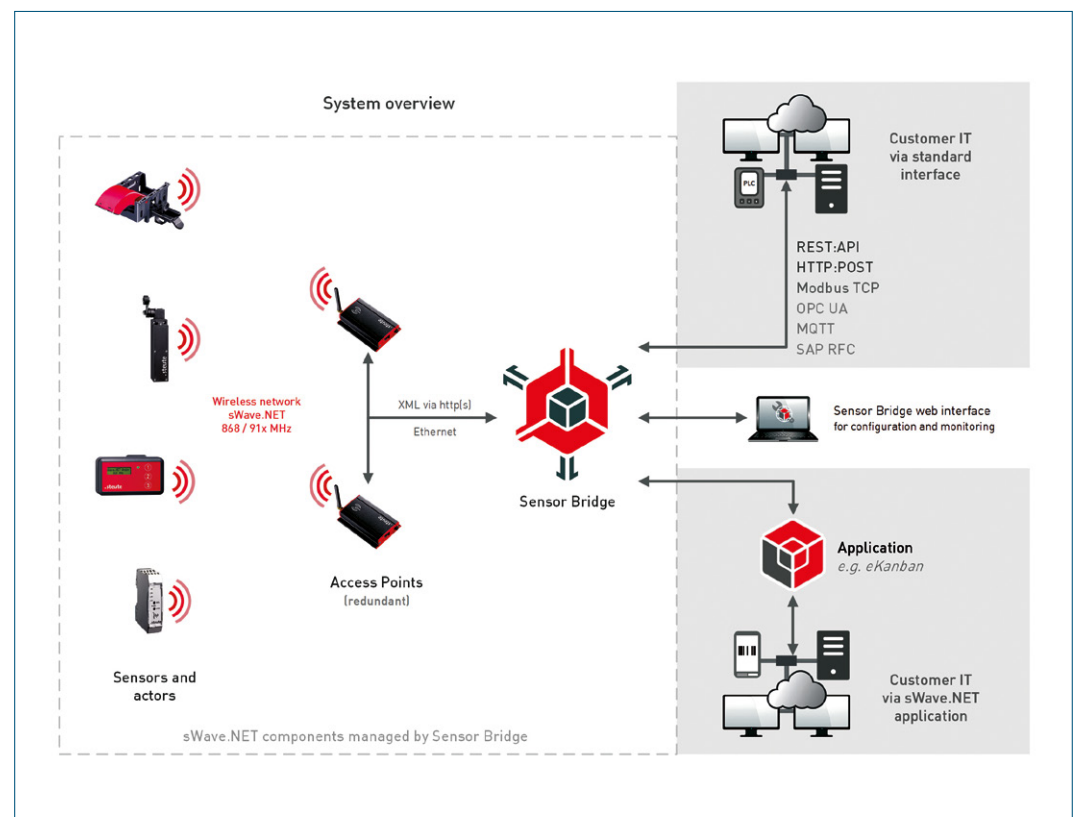 System overview
Customer IT
via standard
interface
PLC
REST:API
HTTP:POST
Modbus TCP
OPC UA
MQTT
SAP RFC
Wireless network
sWave.NET
868 / 91x MHz
XML via http(s)
Ethernet
Sensor Bridge
Sensor Bridge web interface
for configuration and monitoring
Access Points
(redundant)
Application
e.g. eKanban
Sensors and
actors
Customer IT
via sWave.NET
application
sWave.NET components managed by Sensor Bridge